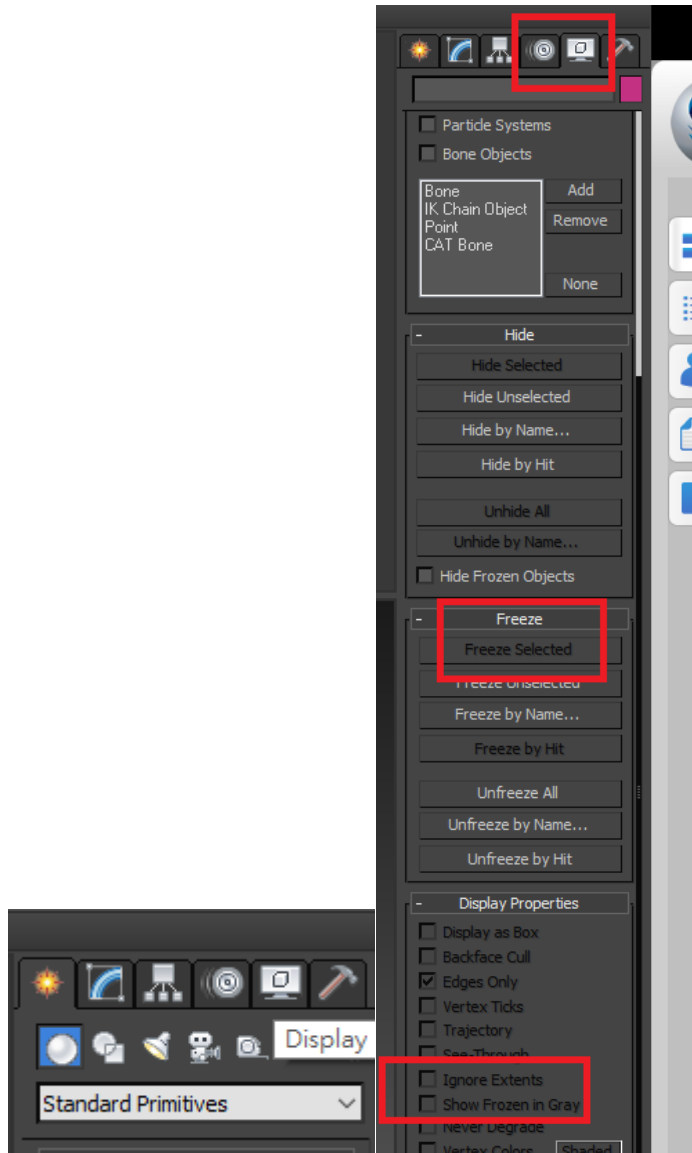 Particle Systems
Bone Objects
Bone
IK Chain Object
Point
CAT Bone
Add
Remove
None
- Hide
Hide Selected
Hide Unselected
Hide by Name...
Hide by Hit
Unhide All
Unhide by Name...
Hide Frozen Objects
- Freeze
Freeze Selected
Freeze Unselected
Freeze by Name...
Freeze by Hit
Unfreeze All
Unfreeze by Name...
Unfreeze by Hit
- Display Properties
Display as Box
Backface Cull
Edges Only
Vertex Ticks
Trajectory
See-Through
Ignore Extents
Show Frozen in Gray
Never Degrade
Vertex Colors Shaded
Display
Standard Primitives